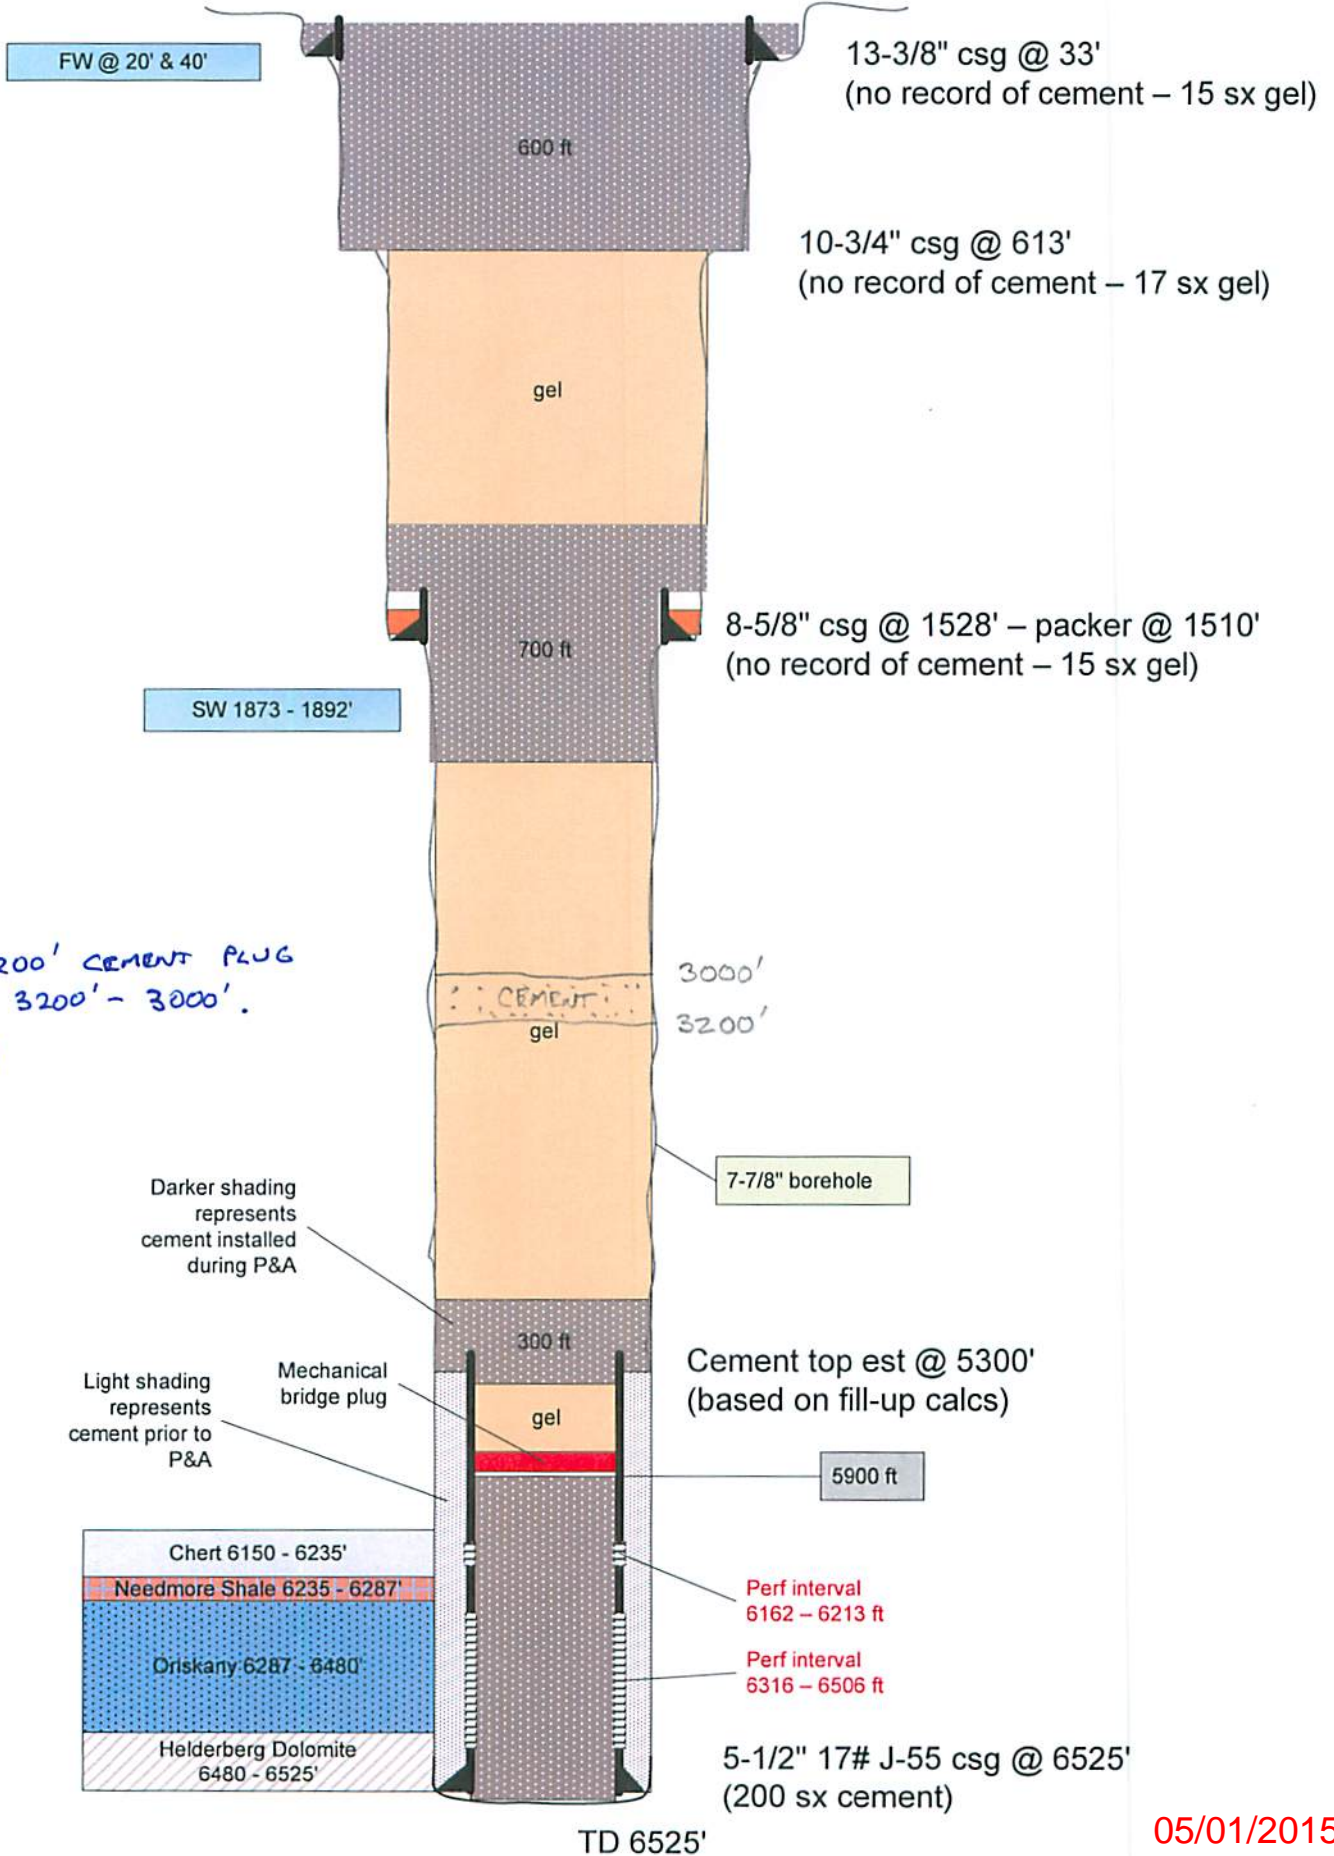 FW @ 20' & 40'
13-3/8" csg @ 33'
(no record of cement – 15 sx gel)
600 ft
10-3/4" csg @ 613'
(no record of cement – 17 sx gel)
gel
8-5/8" csg @ 1528' – packer @ 1510'
(no record of cement – 15 sx gel)
700 ft
SW 1873 - 1892'
200' CEMENT PLUG
3200' - 3000'.
3000'
CEMENT
3200'
gel
7-7/8" borehole
Darker shading
represents
cement installed
during P&A
300 ft
Cement top est @ 5300'
(based on fill-up calcs)
Mechanical
bridge plug
Light shading
represents
cement prior to
P&A
gel
5900 ft
Chert 6150 - 6235'
Needmore Shale 6235 - 6287'
Oriskany 6287 - 6480'
Helderberg Dolomite
6480 - 6525'
Perf interval
6162 – 6213 ft
Perf interval
6316 – 6506 ft
5-1/2" 17# J-55 csg @ 6525'
(200 sx cement)
TD 6525'
05/01/2015